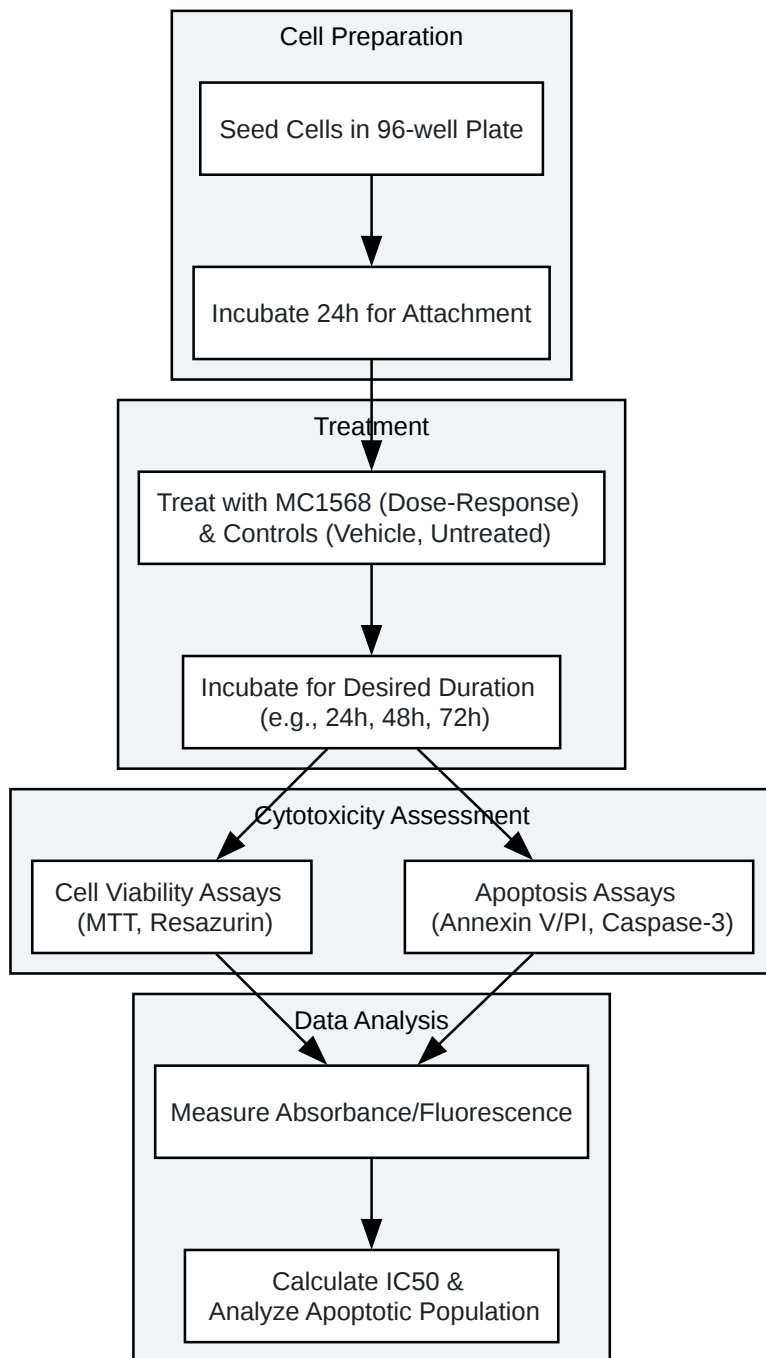 Cell Preparation
Seed Cells in 96-well Plate
Incubate 24h for Attachment
Treatment
Treat with MC1568 (Dose-Response)
& Controls (Vehicle, Untreated)
Incubate for Desired Duration
(e.g., 24h, 48h, 72h)
Cytotoxicity Assessment
Cell Viability Assays
(MTT, Resazurin)
Apoptosis Assays
(Annexin V/PI, Caspase-3)
Data Analysis
Measure Absorbance/Fluorescence
Calculate IC50 &
Analyze Apoptotic Population